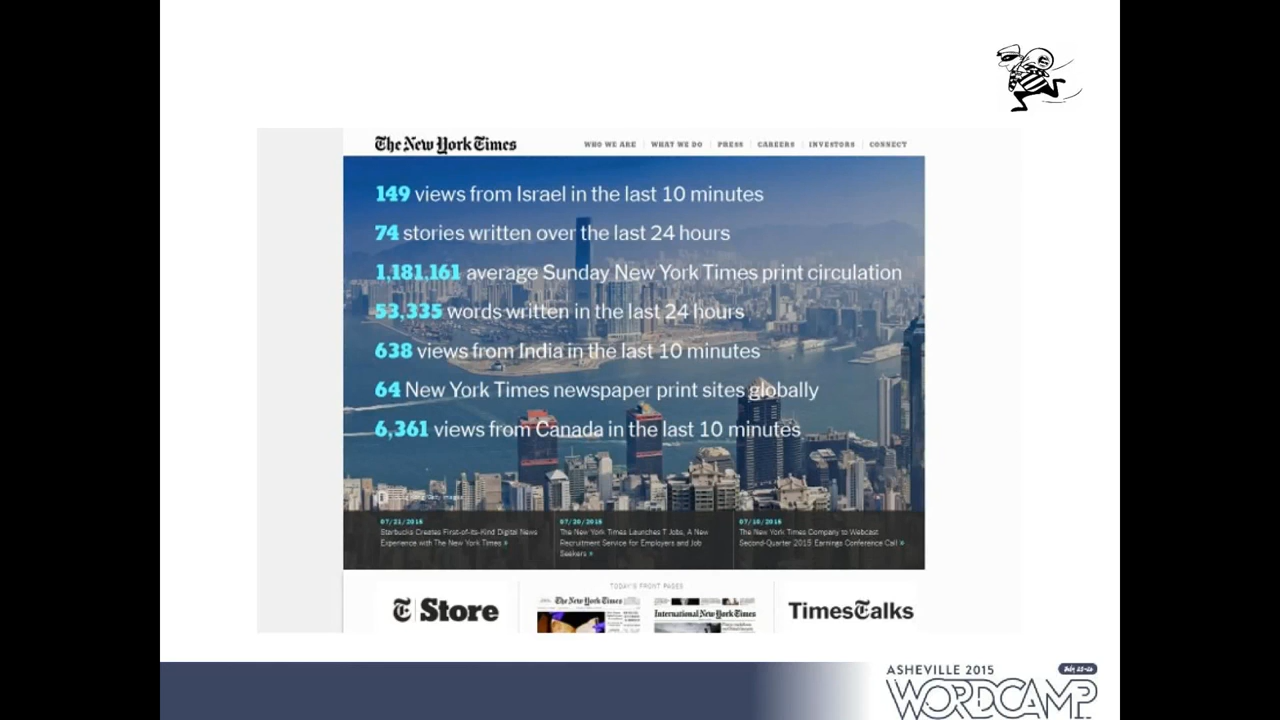 The New York Times
WHO WE ARE WHAT WE DO PRESS CAREERS INVESTORS CONNECT
149 views from Israel in the last 10 minutes
74 stories written over the last 24 hours
1,181,161 average Sunday New York Times print circulation
53,335 words written in the last 24 hours
638 views from India in the last 10 minutes
64 New York Times newspaper print sites globally
6,361 views from Canada in the last 10 minutes
Getty Images
07/21/2015
Starbucks Creates First-of-its-Kind Digital News
Experience with The New York Times »
07/20/2015
The New York Times Launches T Jobs, A New
Recruitment Service for Employers and Job
Seekers »
07/10/2015
The New York Times Company to Webcast
Second-Quarter 2015 Earnings Conference Call »
TODAY'S FRONT PAGES
T Store
The New York Times
International New York Times
TimesTalks
ASHEVILLE 2015
WORDCAMP